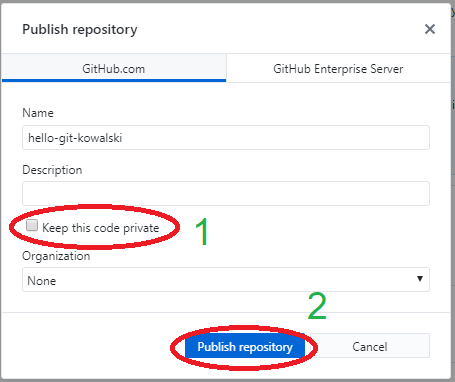 Publish repository
GitHub.com
GitHub Enterprise Server
Name
hello-git-kowalski
Description
Keep this code private
1
Organization
None
2
Publish repository
Cancel